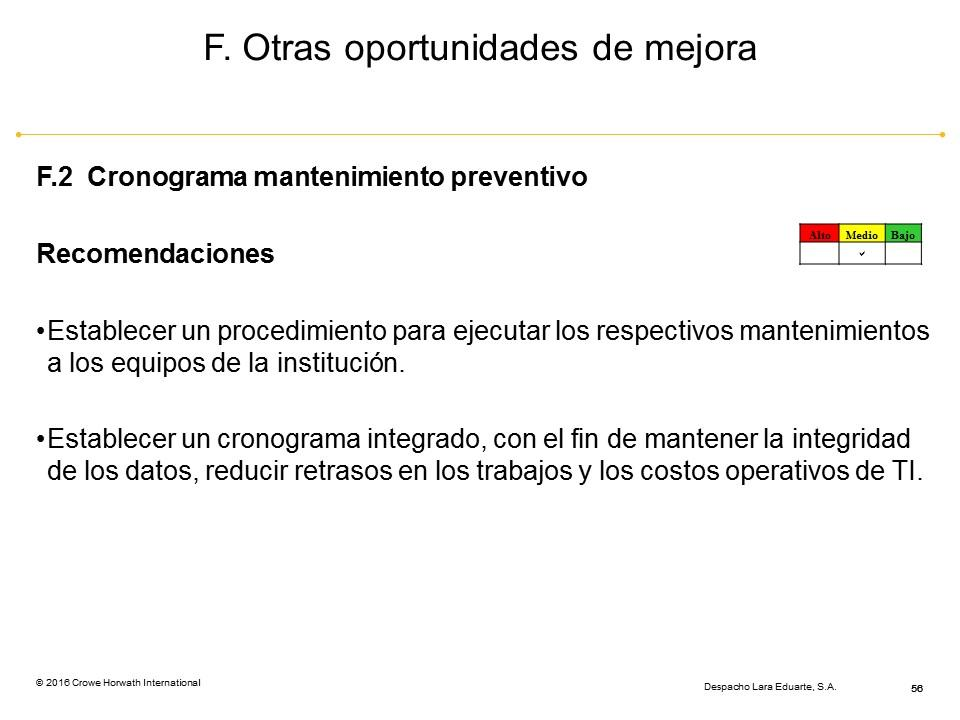 F. Otras oportunidades de mejora
F.2 Cronograma mantenimiento preventivo
Recomendaciones
Alto Medio Bajo
✓
•Establecer un procedimiento para ejecutar los respectivos mantenimientos
a los equipos de la institución.
•Establecer un cronograma integrado, con el fin de mantener la integridad
de los datos, reducir retrasos en los trabajos y los costos operativos de TI.
© 2016 Crowe Horwath International
Despacho Lara Eduarte, S.A.
56